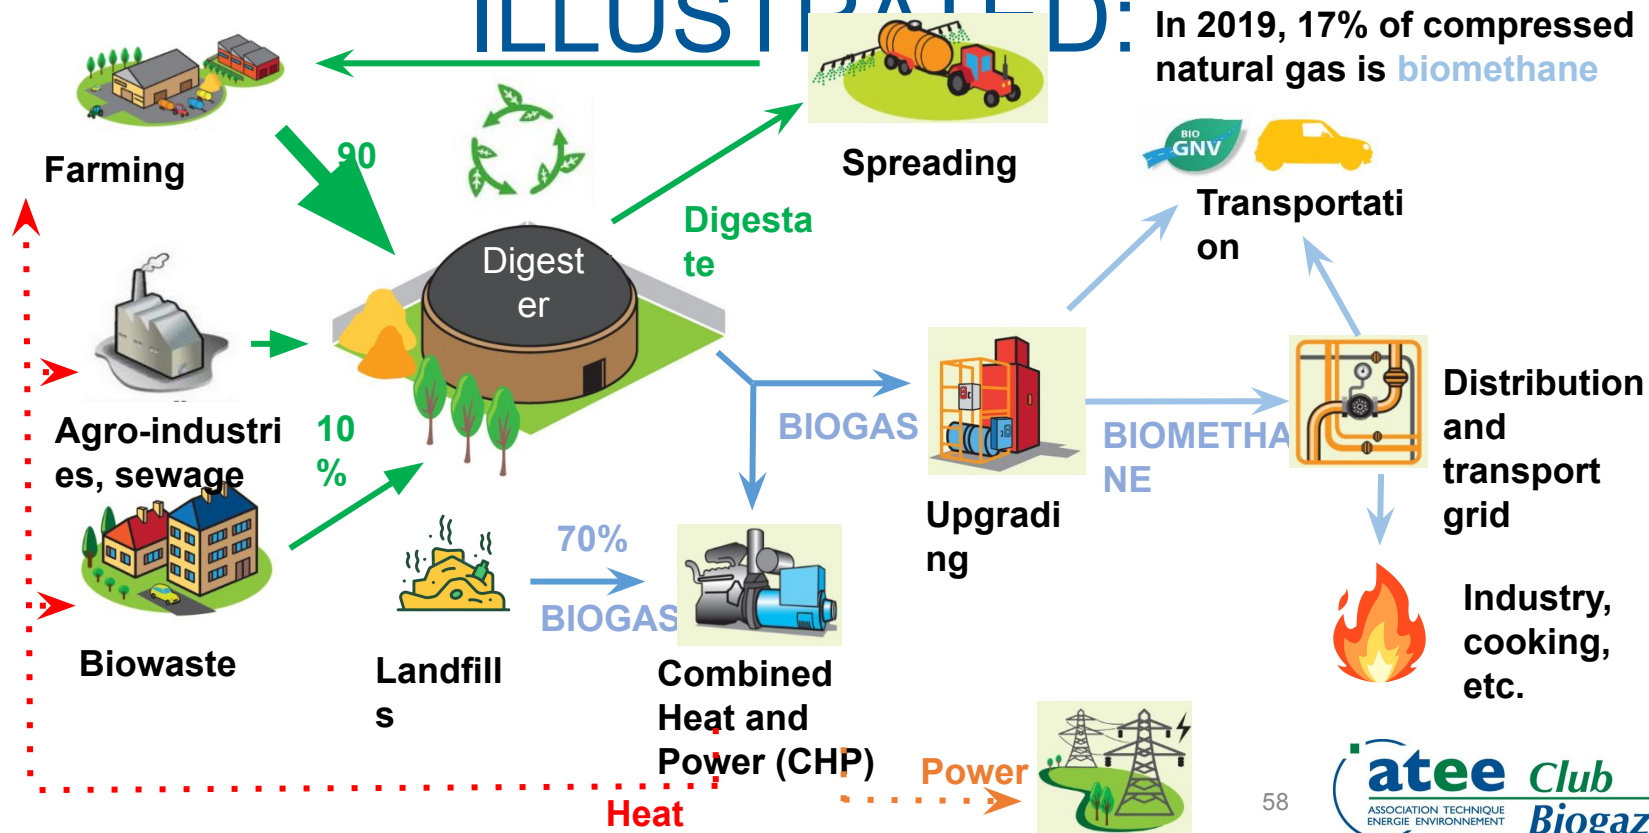 ILLUSTRATED:
In 2019, 17% of compressed
natural gas is biomethane
BIO
GNV
Farming
90
Spreading
Transportati
on
Digesta
te
Digest
er
Agro-industri
es, sewage
10
%
BIOGAS
BIOMETHA
NE
Distribution
and
transport
grid
Upgradi
ng
70%
BIOGAS
Biowaste
Landfill
s
Combined
Heat and
Power (CHP)
Industry,
cooking,
etc.
Power
Heat
58
atee
ASSOCIATION TECHNIQUE
ENERGIE ENVIRONNEMENT
Club
Biogaz